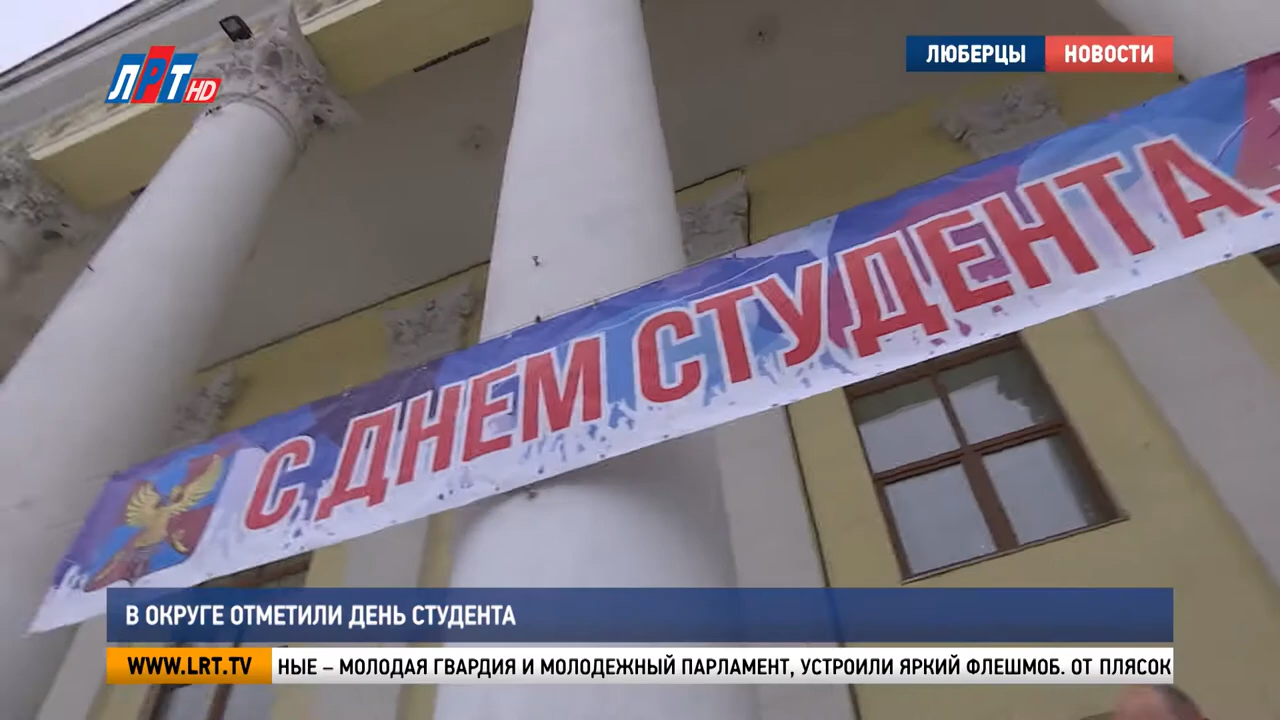 ЛРТ HD
ЛЮБЕРЦЫ НОВОСТИ
С ДНЕМ СТУДЕНТА
В ОКРУГЕ ОТМЕТИЛИ ДЕНЬ СТУДЕНТА
WWW.LRT.TV НЫЕ – МОЛОДАЯ ГВАРДИЯ И МОЛОДЕЖНЫЙ ПАРЛАМЕНТ, УСТРОИЛИ ЯРКИЙ ФЛЕШМОБ. ОТ ПЛЯСОК